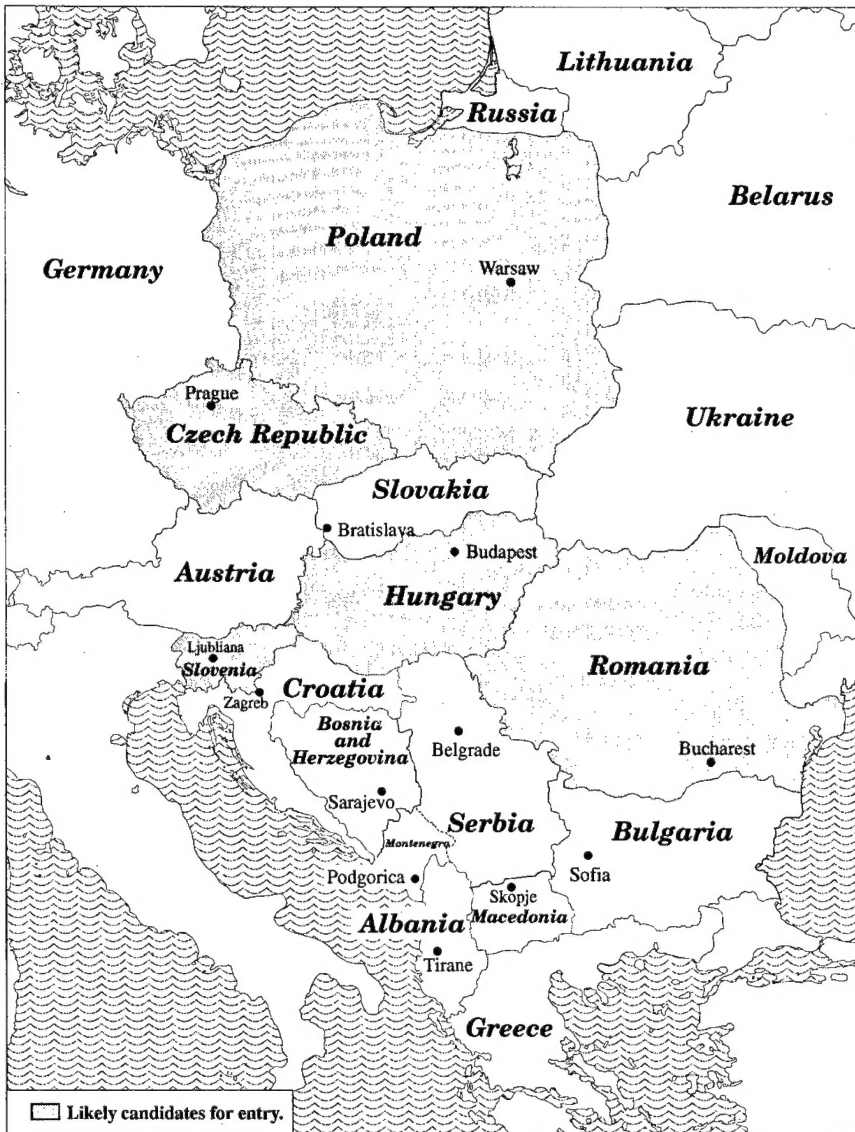 Lithuania
Russia
Belarus
Poland
Germany
Warsaw
Prague
Czech Republic
Ukraine
Slovakia
Bratislava
Budapest
Moldova
Austria
Hungary
Ljubliana
Slovenia
Romania
Croatia
Zagreb
Bosnia
and
Herzegovina
Belgrade
Bucharest
Sarajevo
Serbia
Bulgaria
Montenegro
Sofia
Podgorica
Skopje
Macedonia
Albania
Tirane
Greece
Likely candidates for entry.